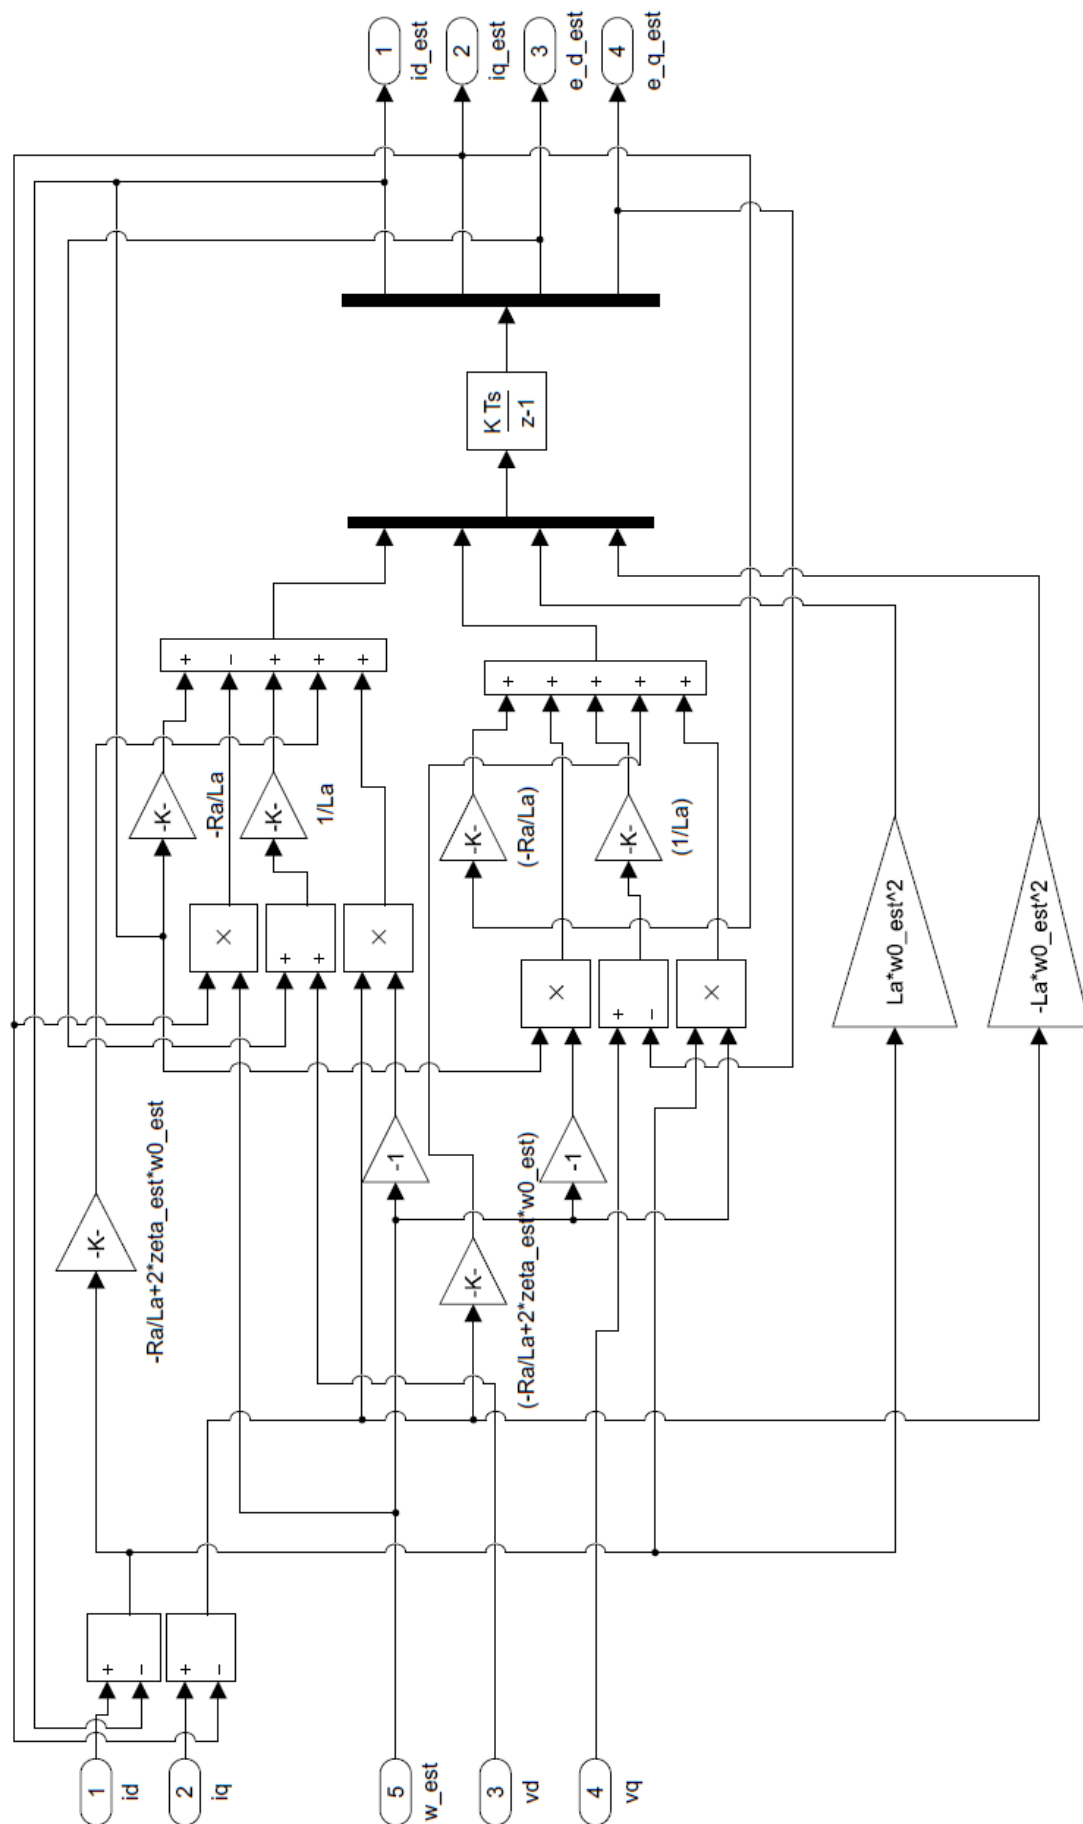 1
id
2
iq
5
w_est
3
vd
4
vq
+
−
+
−
-K-
-Ra/La+2*zeta_est*w0_est
-K-
(-Ra/La+2*zeta_est*w0_est)
-1
-1
×
+
+
×
×
+
−
×
-K-
-Ra/La
-K-
1/La
-K-
(-Ra/La)
-K-
(1/La)
La*w0_est^2
-La*w0_est^2
+
−
+
+
+
+
+
+
+
+
K Ts
z-1
1
id_est
2
iq_est
3
e_d_est
4
e_q_est